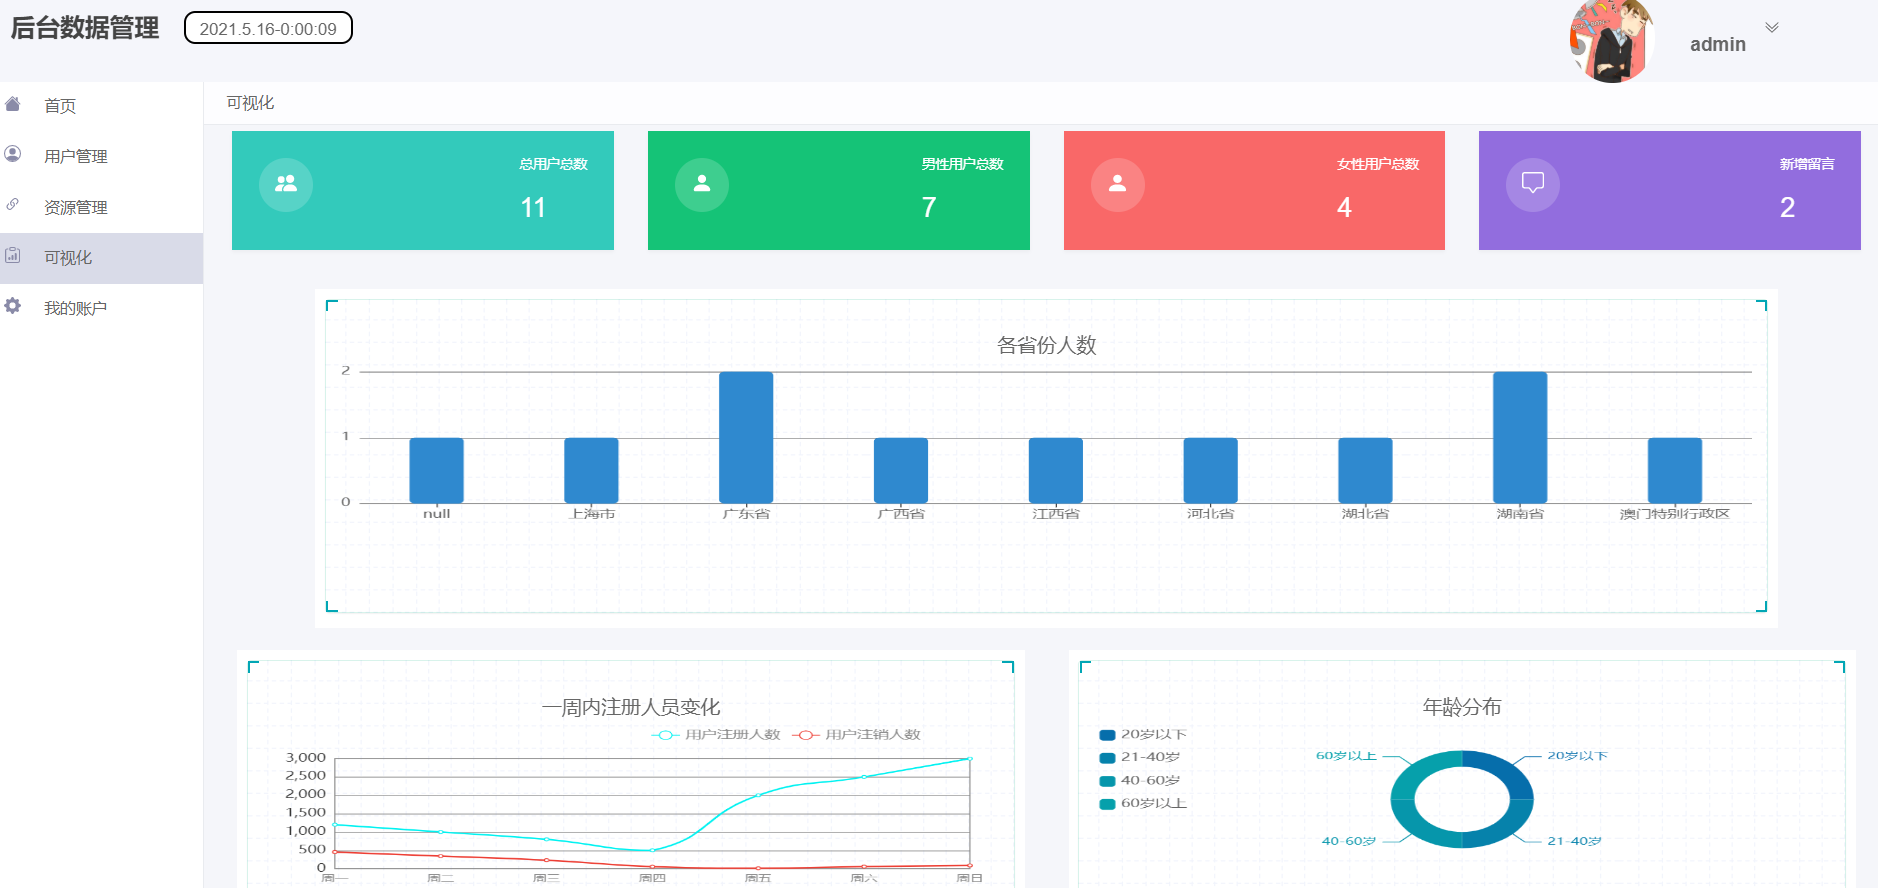 后台数据管理
2021.5.16-0:00:09
admin
首页
用户管理
资源管理
可视化
我的账户
可视化
总用户总数
11
男性用户总数
7
女性用户总数
4
新增留言
2
各省份人数
2
1
0
null 上海市 广东省 广西省 江西省 河北省 湖北省 湖南省 澳门特别行政区
一周内注册人员变化
用户注册人数 用户注销人数
3,000
2,500
2,000
1,500
1,000
500
0
周一 周二 周三 周四 周五 周六 周日
年龄分布
20岁以下
21-40岁
40-60岁
60岁以上
60岁以上 20岁以下
40-60岁 21-40岁